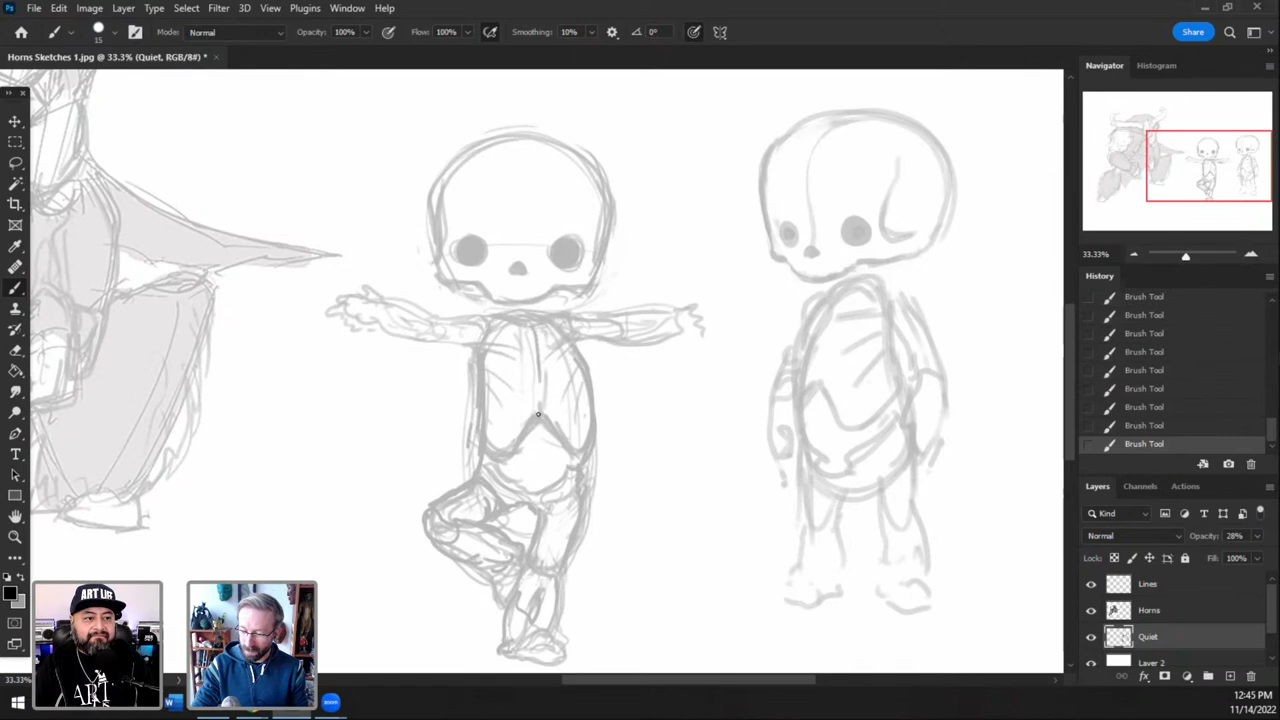 Ps File Edit Image Layer Type Select Filter 3D View Plugins Window Help
15 Mode: Normal Opacity: 100% Flow: 100% Smoothing: 10% 0° Share
Horns Sketches 1.jpg @ 33.3% (Quiet, RGB/8#) *
Navigator Histogram
33.33%
History
Brush Tool
Brush Tool
Brush Tool
Brush Tool
Brush Tool
Brush Tool
Brush Tool
Brush Tool
Brush Tool
Layers Channels Actions
Kind
Normal Opacity: 28%
Lock: Fill: 100%
Lines
Horns
Quiet
Layer 2
33.33%
ART LIFE
ART
zoom
12:45 PM
11/14/2022